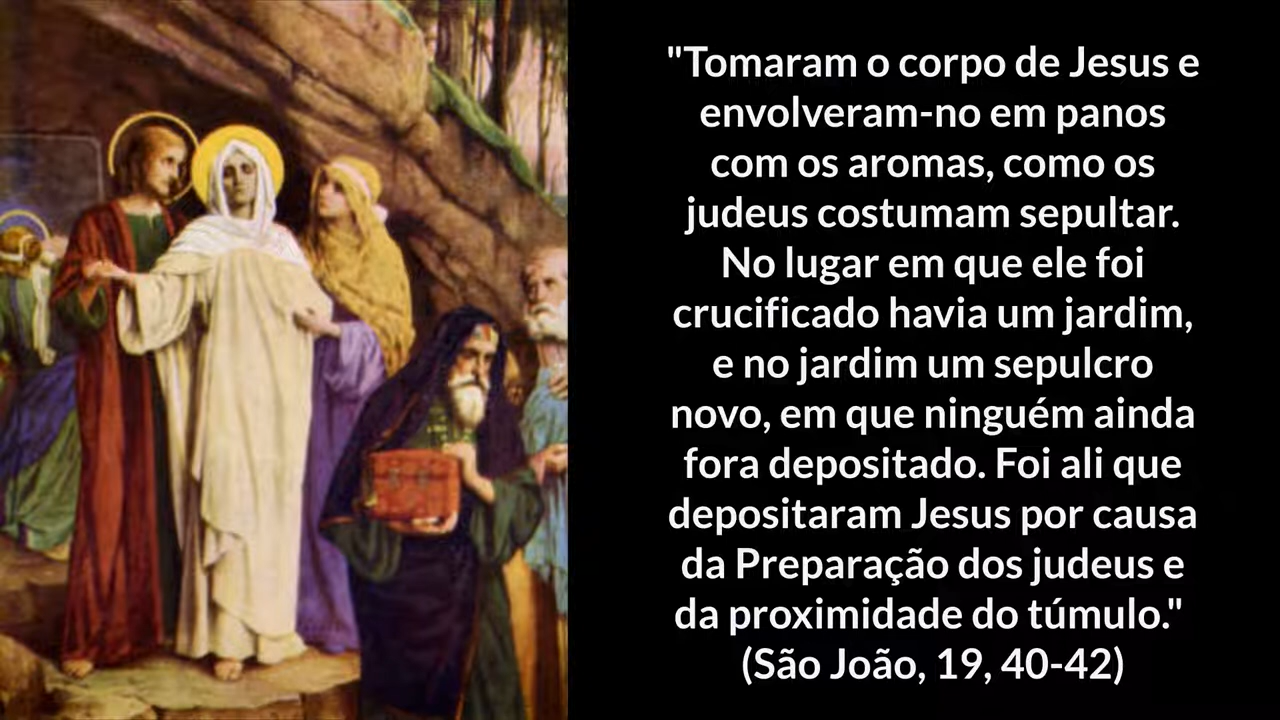 "Tomaram o corpo de Jesus e
envolveram-no em panos
com os aromas, como os
judeus costumam sepultar.
No lugar em que ele foi
crucificado havia um jardim,
e no jardim um sepulcro
novo, em que ninguém ainda
fora depositado. Foi ali que
depositaram Jesus por causa
da Preparação dos judeus e
da proximidade do túmulo."
(São João, 19, 40-42)